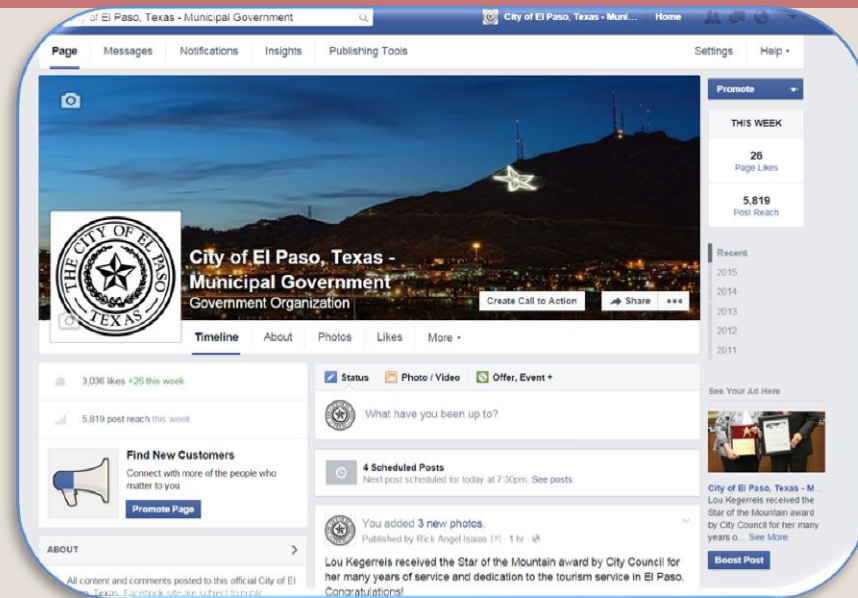 of El Paso, Texas - Municipal Government
City of El Paso, Texas - Muni... Home
Page Messages Notifications Insights Publishing Tools Settings Help
Promote
THIS WEEK
26
Page Likes
5,819
Post Reach
Recent
2015
2014
2013
2012
2011
THE CITY OF EL PASO
TEXAS
City of El Paso, Texas -
Municipal Government
Government Organization
Create Call to Action Share
Timeline About Photos Likes More
3,036 likes +26 this week
5,819 post reach this week
Find New Customers
Connect with more of the people who
matter to you
Promote Page
ABOUT
All content and comments posted to this official City of El
Texas Facebook site are subject to public
Status Photo / Video Offer, Event +
What have you been up to?
4 Scheduled Posts
Next post scheduled for today at 7:30pm. See posts.
You added 3 new photos.
Published by Rick Angel Isaias [?] · 1 hr ·
Lou Kegerreis received the Star of the Mountain award by City Council for
her many years of service and dedication to the tourism service in El Paso.
Congratulations!
See Your Ad Here
City of El Paso, Texas - M...
Lou Kegerreis received the
Star of the Mountain award
by City Council for her many
years o... See More
Boost Post